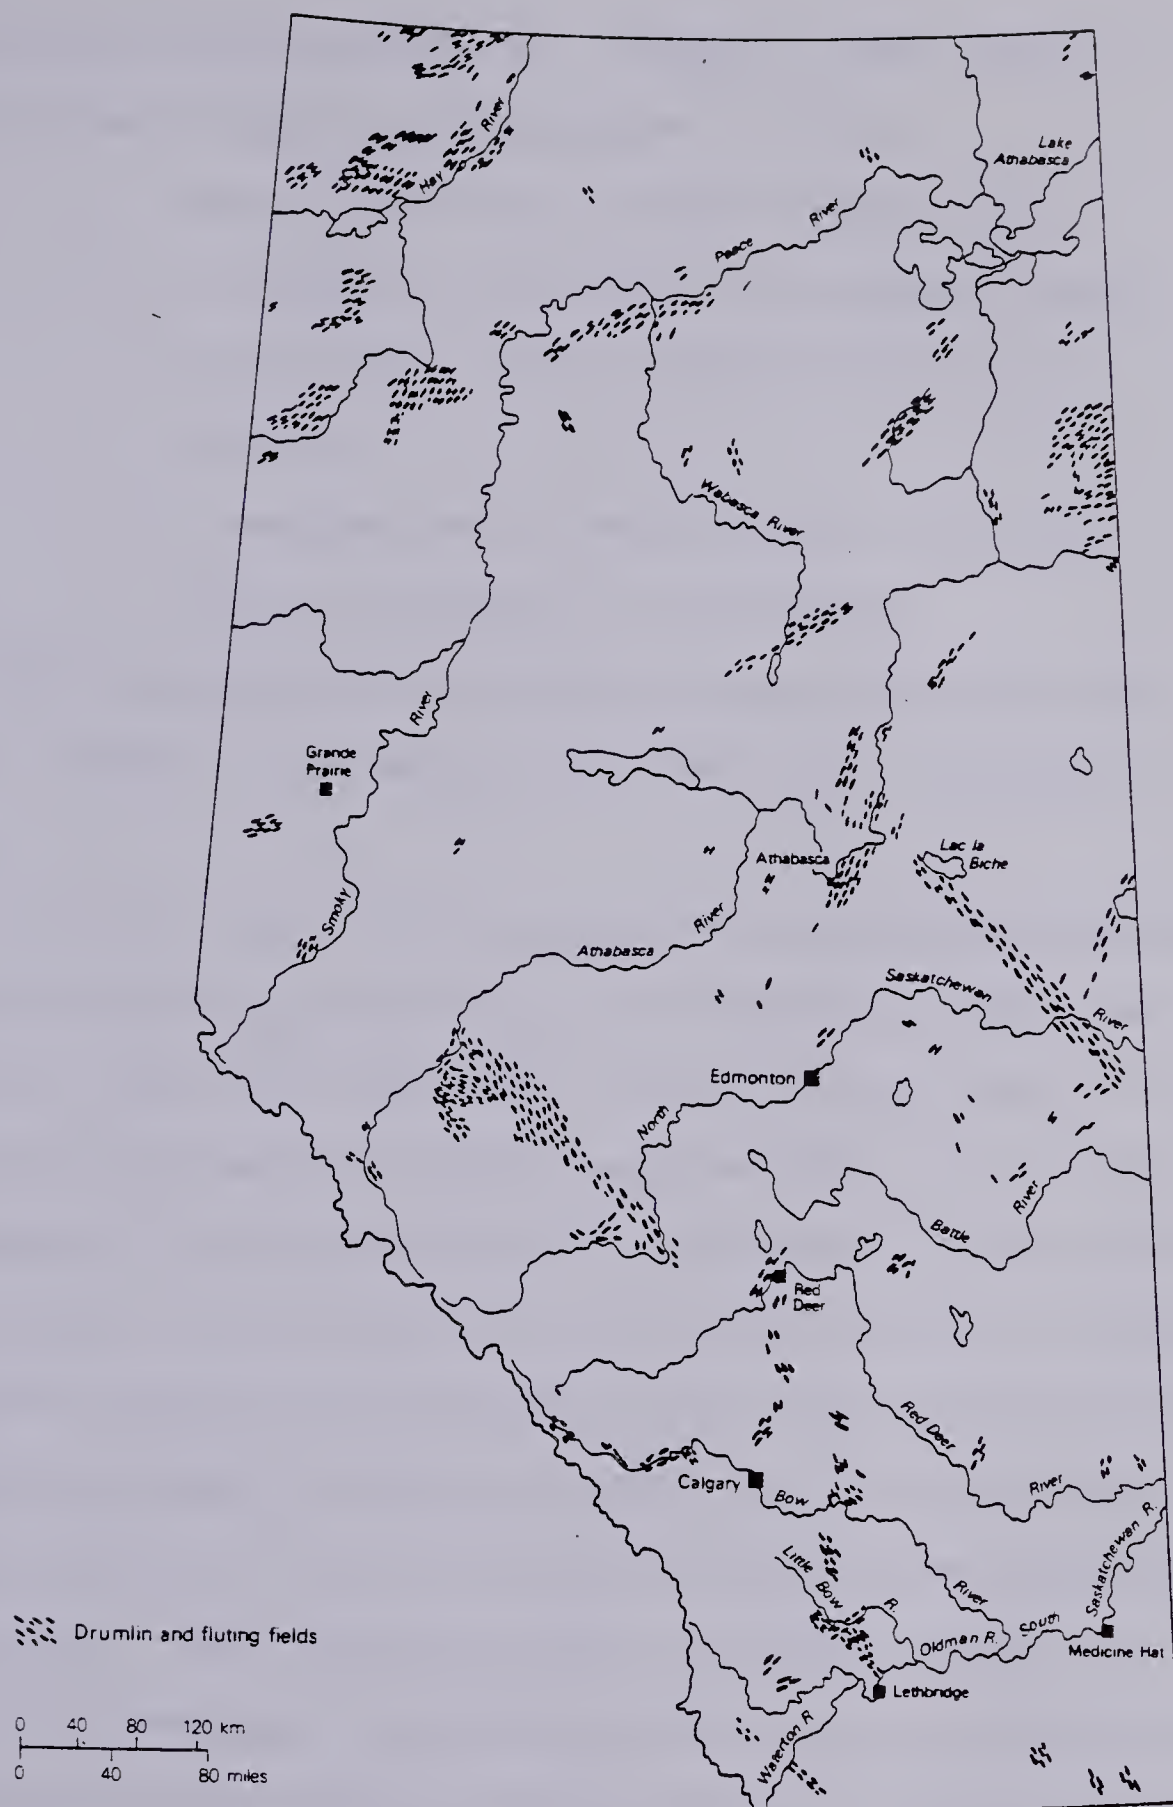 Hay River
Lake
Athabasca
Peace River
Wabasca River
River
Grande
Prairie
Smoky
Athabasca
Lac la
Biche
Athabasca River
Saskatchewan River
Edmonton
North
Battle River
Red
Deer
Red Deer River
Calgary
Bow River
Little Bow R.
South Saskatchewan R.
Oldman R.
Medicine Hat
Lethbridge
Waterton R
Drumlin and fluting fields
0 40 80 120 km
0 40 80 miles